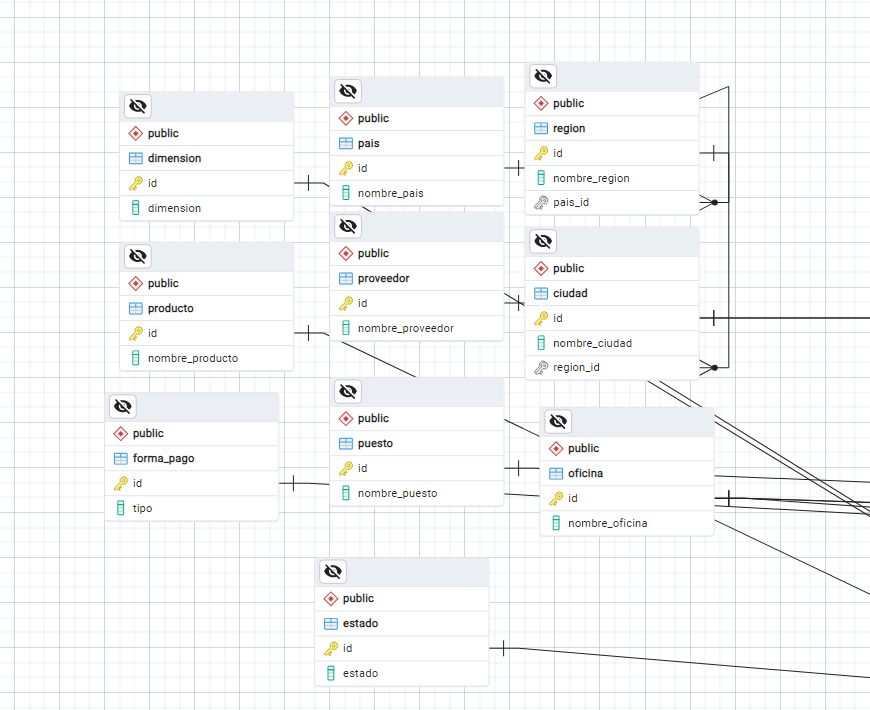 public
dimension
id
dimension
public
pais
id
nombre_pais
public
region
id
nombre_region
pais_id
public
producto
id
nombre_producto
public
proveedor
id
nombre_proveedor
public
ciudad
id
nombre_ciudad
region_id
public
forma_pago
id
tipo
public
puesto
id
nombre_puesto
public
oficina
id
nombre_oficina
public
estado
id
estado